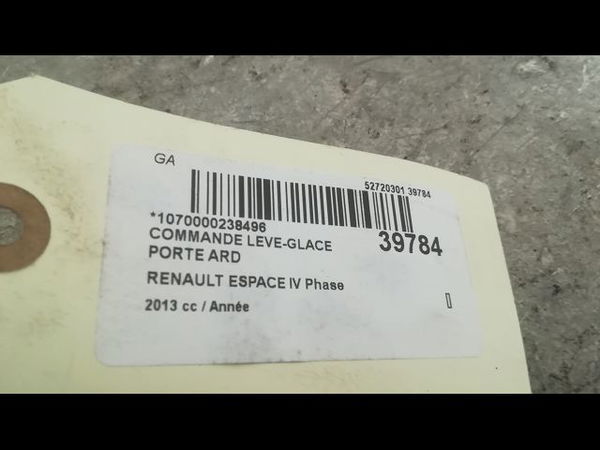 GA
52720301 39784
*1070000238496
COMMANDE LEVE-GLACE
39784
PORTE ARD
RENAULT ESPACE IV Phase
2013 cc / Année